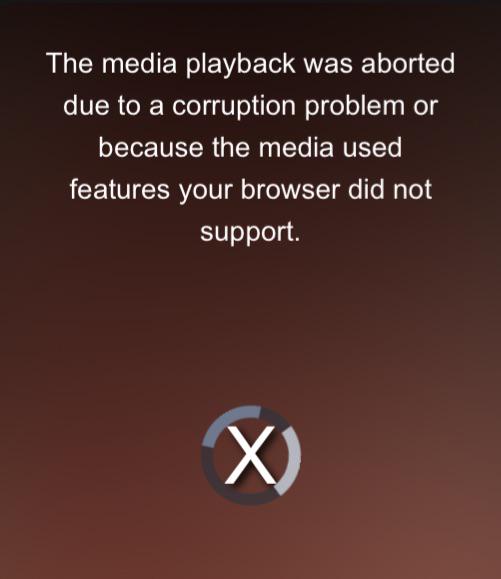 The media playback was aborted
due to a corruption problem or
because the media used
features your browser did not
support.
X